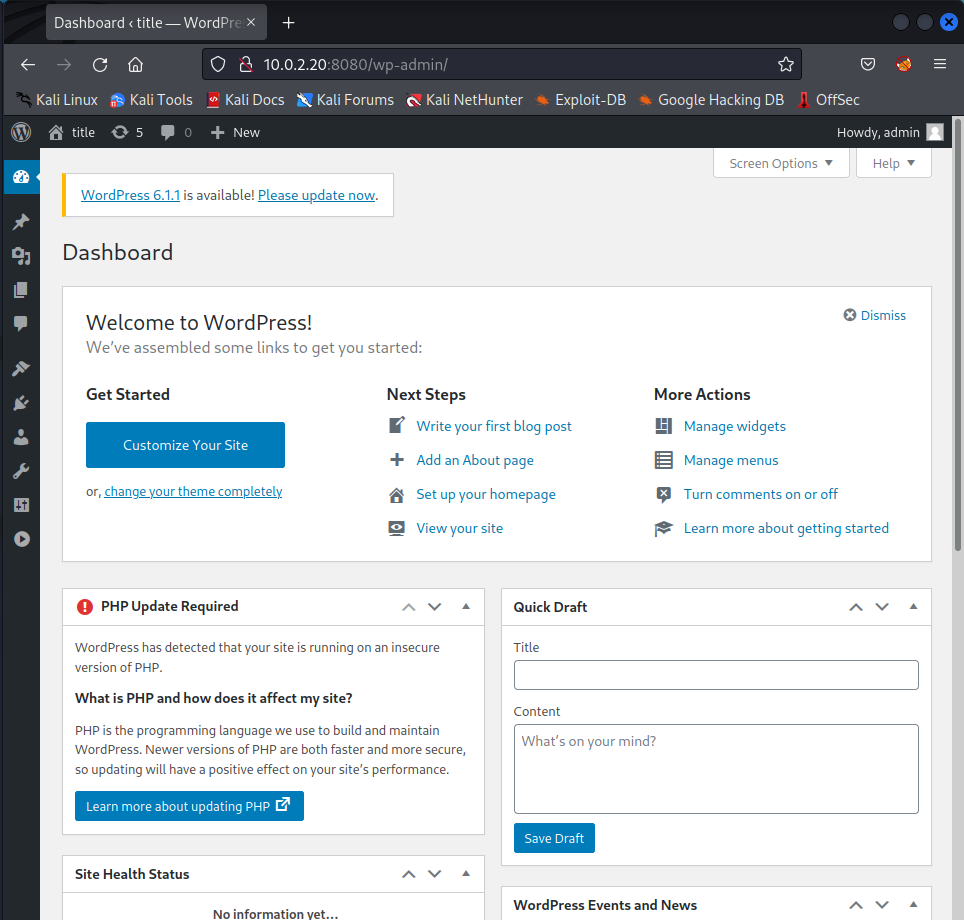 Dashboard ‹ title — WordPre
10.0.2.20:8080/wp-admin/
Kali Linux Kali Tools Kali Docs Kali Forums Kali NetHunter Exploit-DB Google Hacking DB OffSec
title 5 0 New Howdy, admin
Screen Options Help
WordPress 6.1.1 is available! Please update now.
Dashboard
Welcome to WordPress!
Dismiss
We've assembled some links to get you started:
Get Started
Customize Your Site
or, change your theme completely
Next Steps
Write your first blog post
Add an About page
Set up your homepage
View your site
More Actions
Manage widgets
Manage menus
Turn comments on or off
Learn more about getting started
PHP Update Required
WordPress has detected that your site is running on an insecure
version of PHP.
What is PHP and how does it affect my site?
PHP is the programming language we use to build and maintain
WordPress. Newer versions of PHP are both faster and more secure,
so updating will have a positive effect on your site's performance.
Learn more about updating PHP
Site Health Status
No information yet...
Quick Draft
Title
Content
What's on your mind?
Save Draft
WordPress Events and News